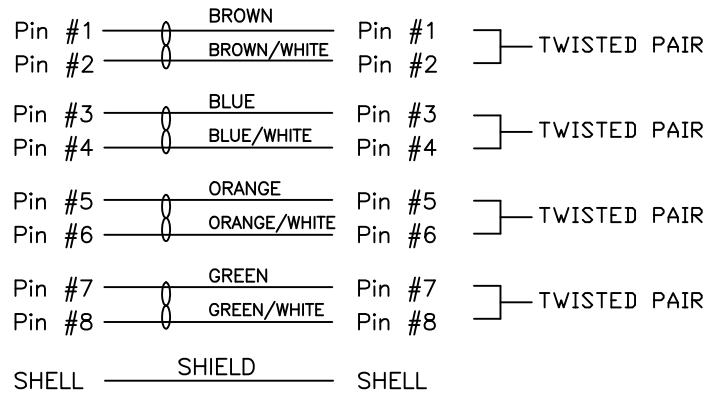 BROWN
Pin #1 Pin #1
BROWN/WHITE
TWISTED PAIR
Pin #2 Pin #2
BLUE
Pin #3 Pin #3
BLUE/WHITE
TWISTED PAIR
Pin #4 Pin #4
ORANGE
Pin #5 Pin #5
ORANGE/WHITE
TWISTED PAIR
Pin #6 Pin #6
GREEN
Pin #7 Pin #7
GREEN/WHITE
TWISTED PAIR
Pin #8 Pin #8
SHIELD
SHELL SHELL